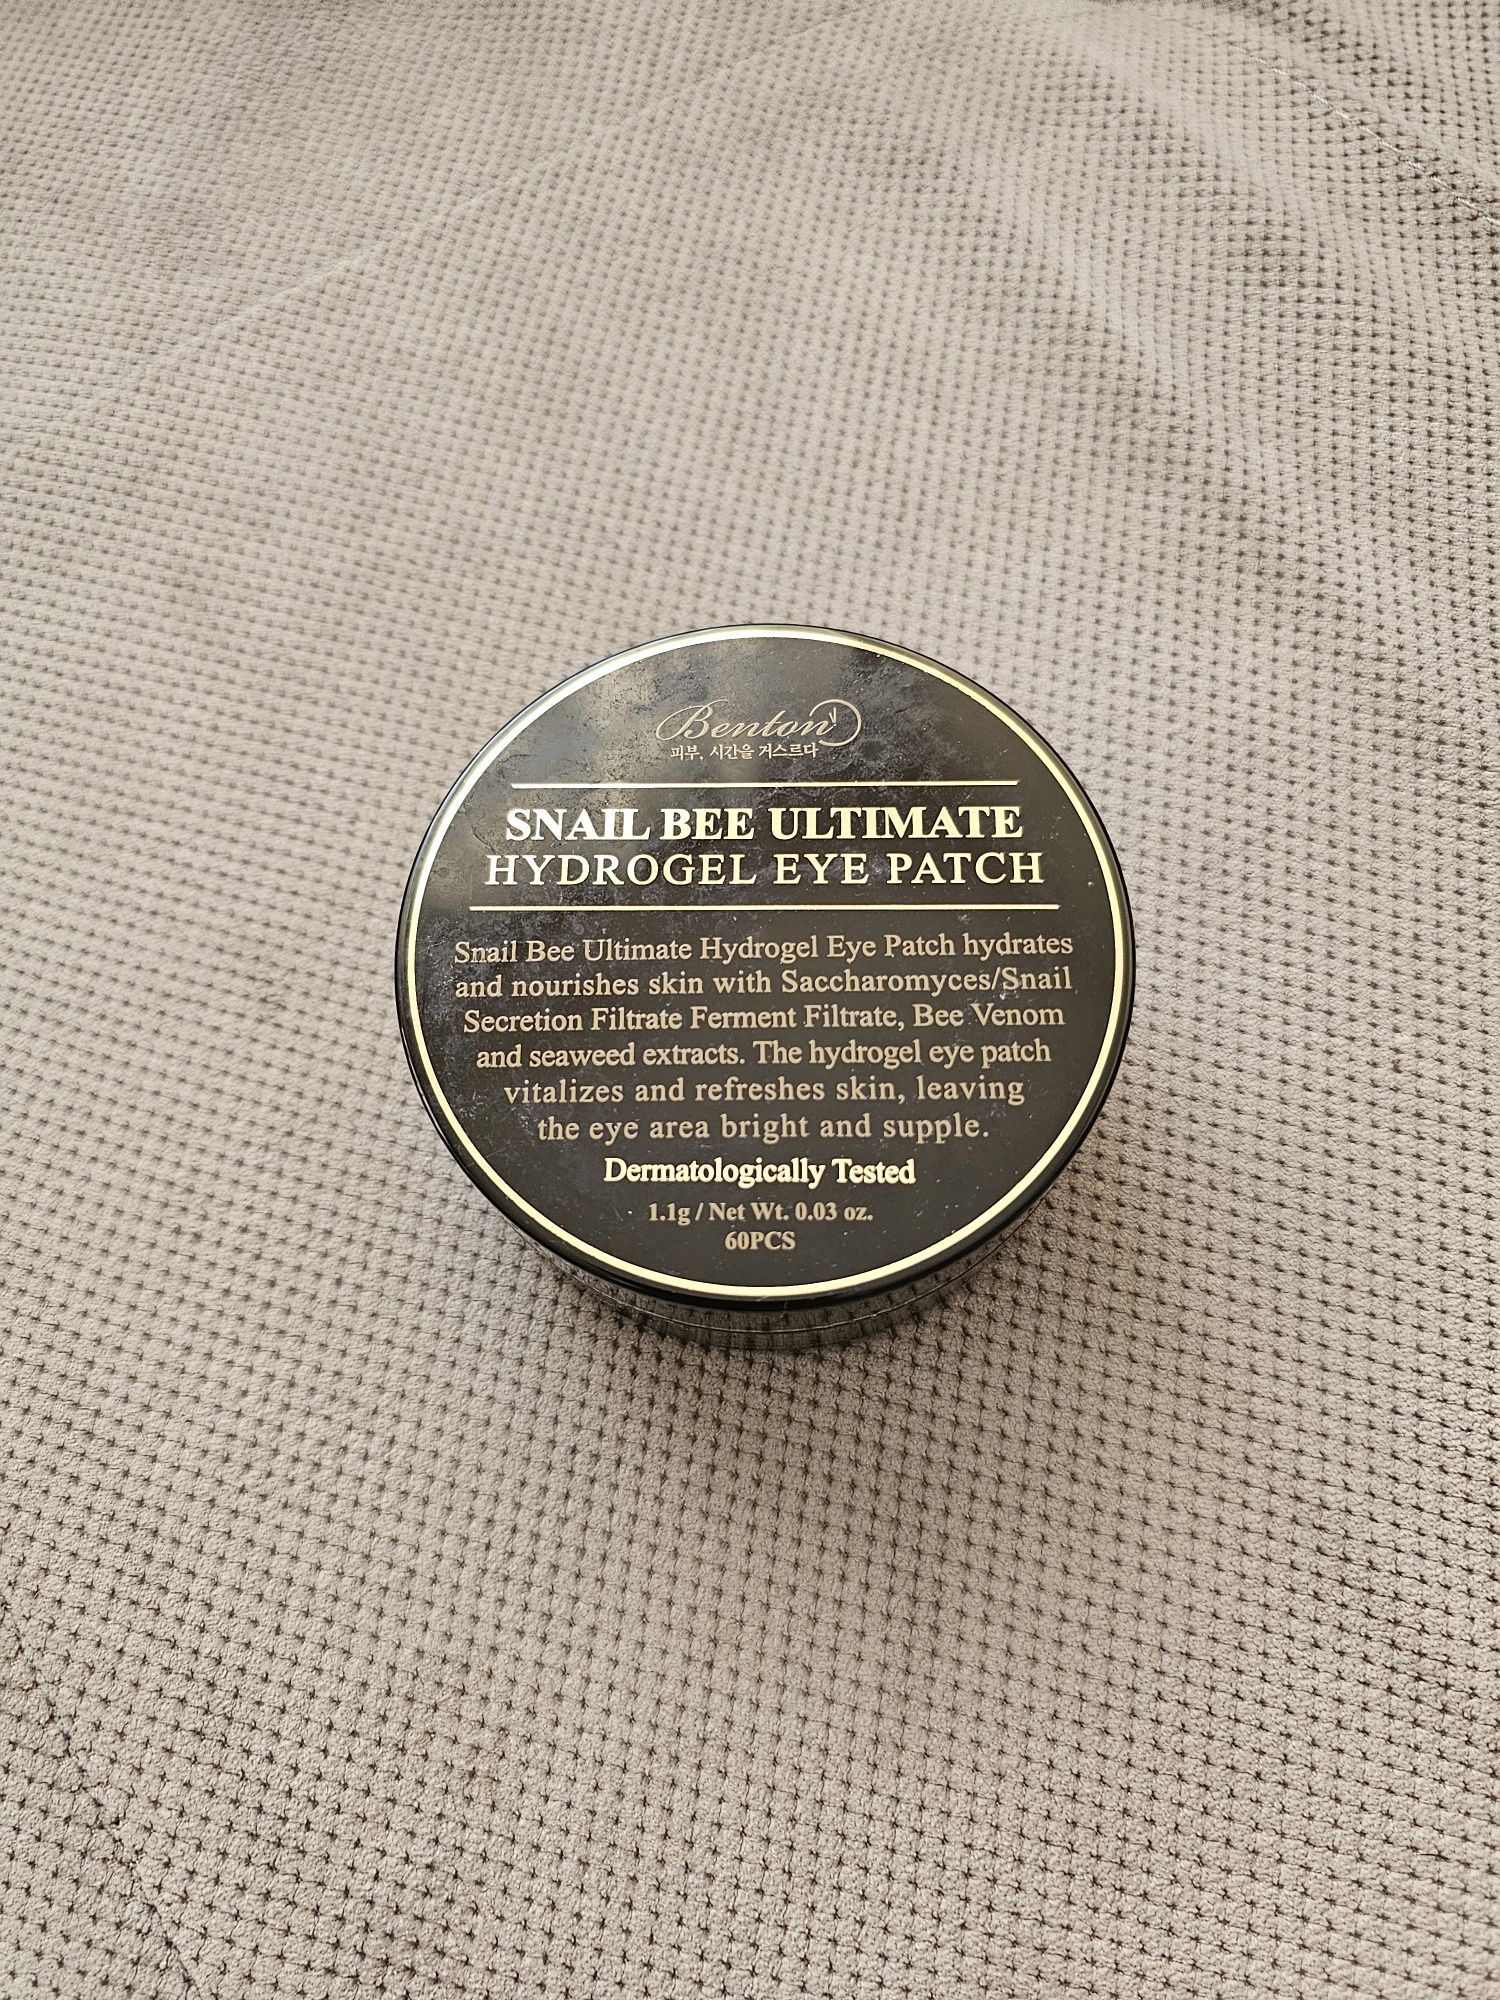 Benton
피부, 시간을 거스르다
SNAIL BEE ULTIMATE
HYDROGEL EYE PATCH
Snail Bee Ultimate Hydrogel Eye Patch hydrates
and nourishes skin with Saccharomyces/Snail
Secretion Filtrate Ferment Filtrate, Bee Venom
and seaweed extracts. The hydrogel eye patch
vitalizes and refreshes skin, leaving
the eye area bright and supple.
Dermatologically Tested
1.1g / Net Wt. 0.03 oz.
60PCS